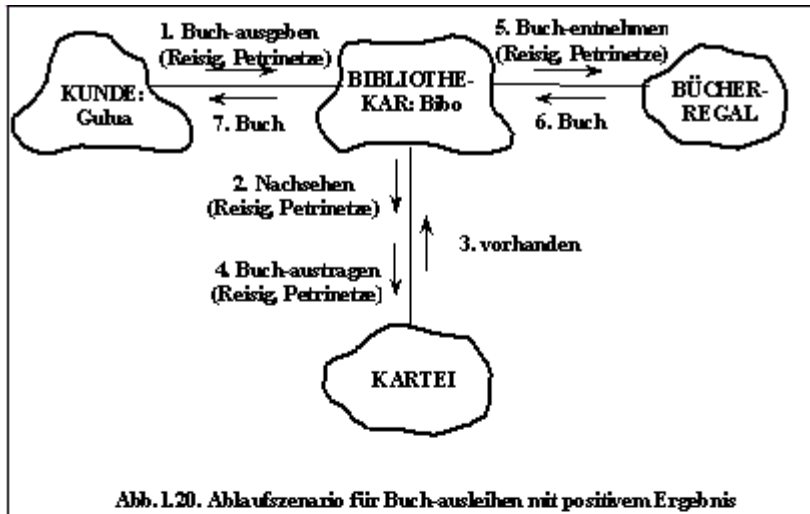 1. Buch-ausgeben
(Reisig, Petrinetze)
5. Buch-entnehmen
(Reisig, Petrinetze)
KUNDE:
Gulua
BIBLIOTHE-
KAR: Bibo
BÜCHER-
REGAL
7. Buch
6. Buch
2. Nachsehen
(Reisig, Petrinetze)
3. vorhanden
4. Buch-austragen
(Reisig, Petrinetze)
KARTEI
Abb. 1.20. Ablaufszenario für Buch-ausleihen mit positivem Ergebnis